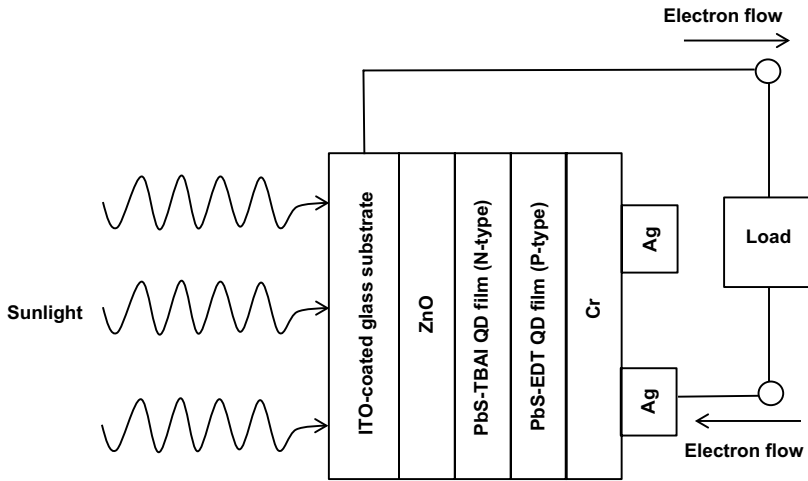 Electron flow
Sunlight
ITO-coated glass substrate
ZnO
PbS-TBAI QD film (N-type)
PbS-EDT QD film (P-type)
Cr
Ag
Ag
Load
Electron flow